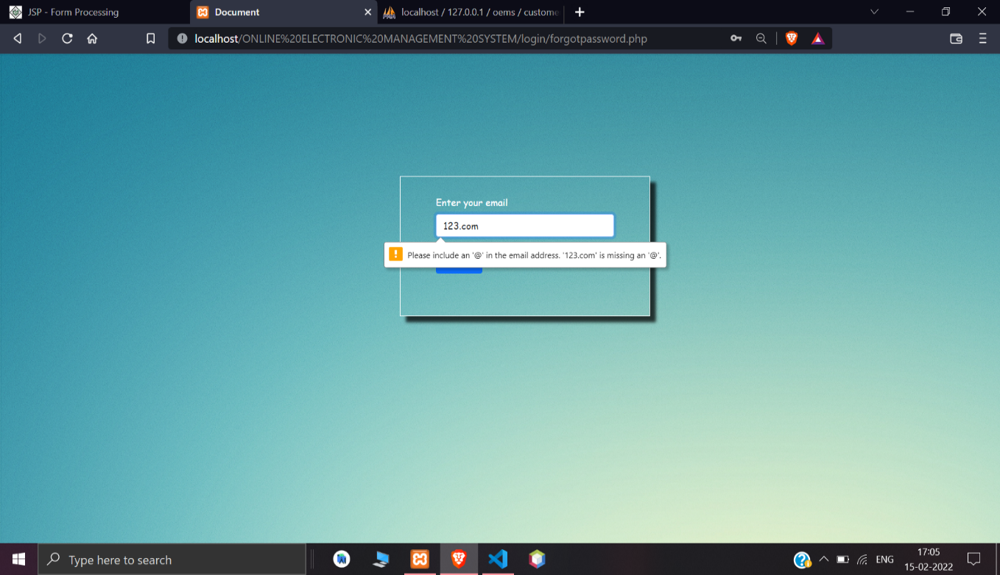 JSP - Form Processing
Document
localhost / 127.0.0.1 / oems / custome
localhost/ONLINE%20ELECTRONIC%20MANAGEMENT%20SYSTEM/login/forgotpassword.php
Enter your email
123.com
Please include an '@' in the email address. '123.com' is missing an '@'.
Type here to search
ENG
17:05
15-02-2022